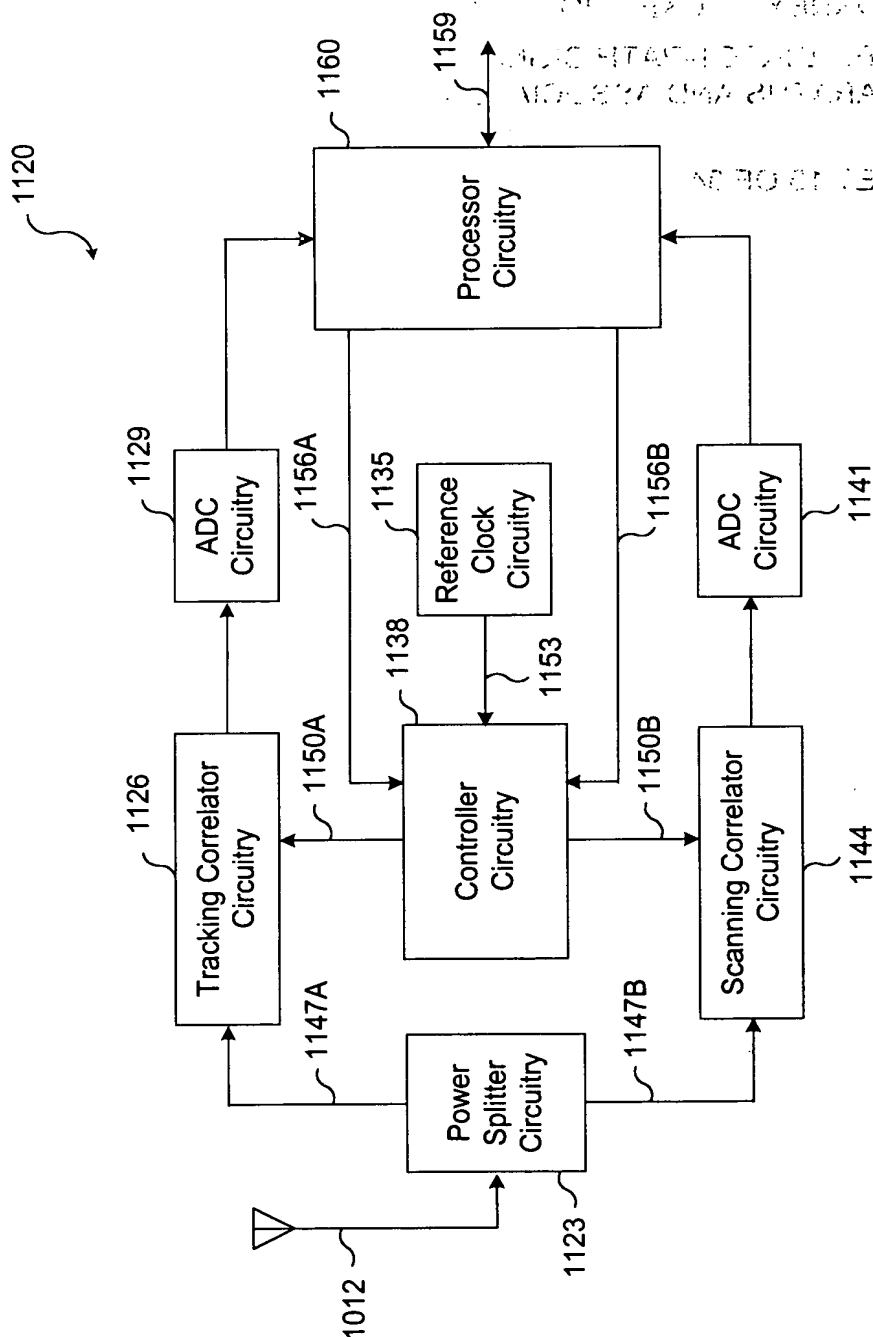 1120
1012
Power
Splitter
Circuitry
1123
1147A
1147B
1126
Tracking Correlator
Circuitry
1150A
Controller
Circuitry
1138
1150B
Scanning Correlator
Circuitry
1144
1129
ADC
Circuitry
1156A
1135
Reference
Clock
Circuitry
1153
1156B
ADC
Circuitry
1141
1160
Processor
Circuitry
1159